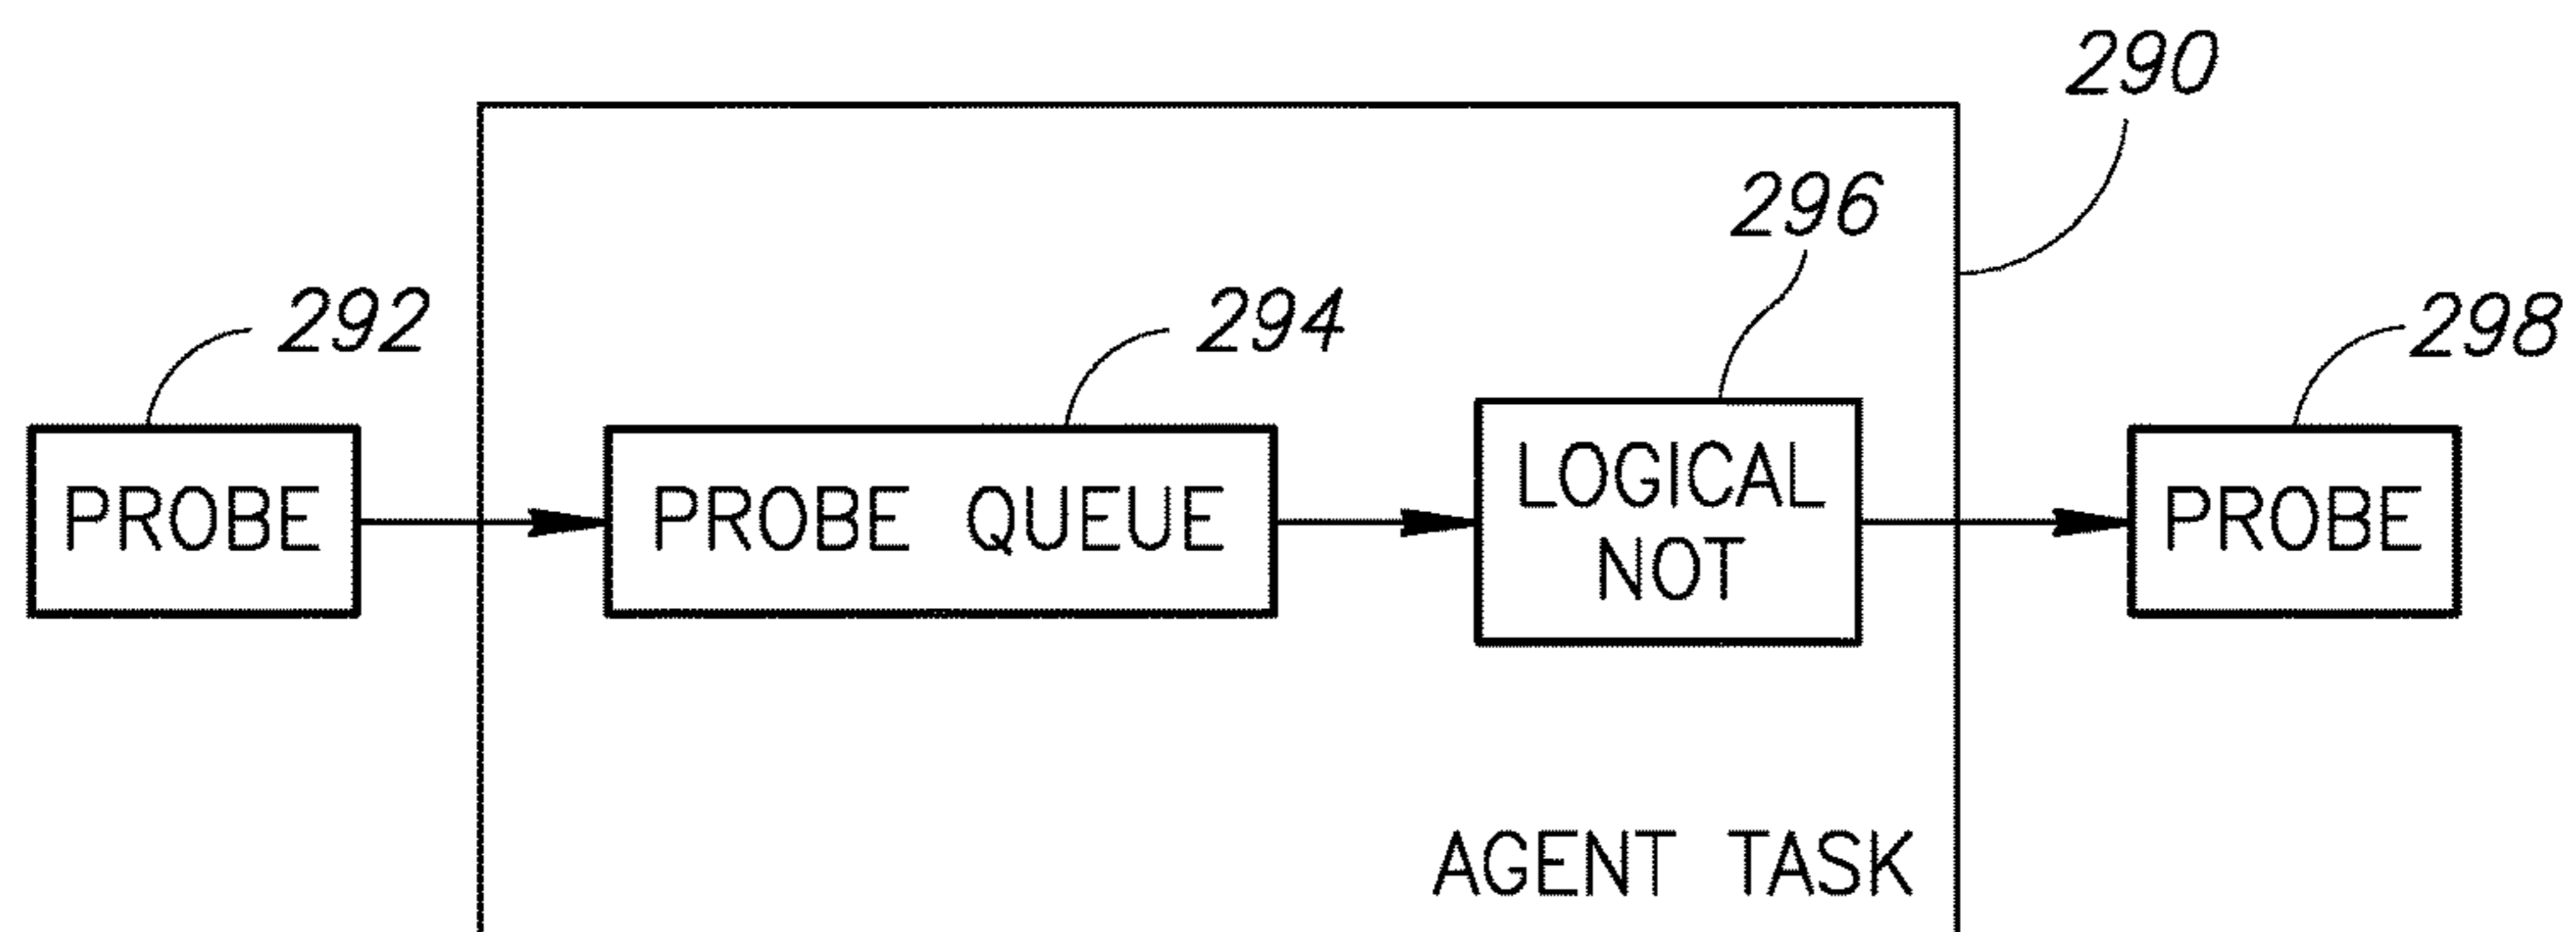 290
296
292
294
298
PROBE
PROBE QUEUE
LOGICAL
NOT
PROBE
AGENT TASK